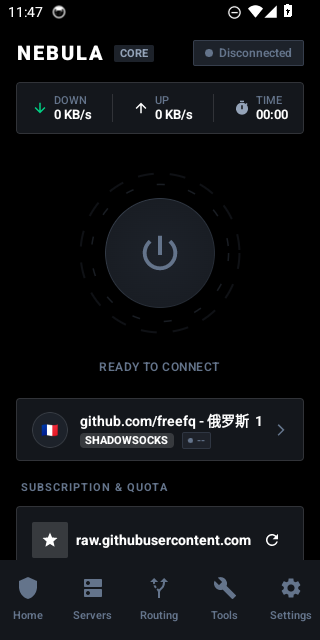 11:47
NEBULA CORE Disconnected
DOWN UP TIME
0 KB/s 0 KB/s 00:00
READY TO CONNECT
github.com/freefq - 俄罗斯 1
SHADOWSOCKS --
SUBSCRIPTION & QUOTA
raw.githubusercontent.com
Home Servers Routing Tools Settings